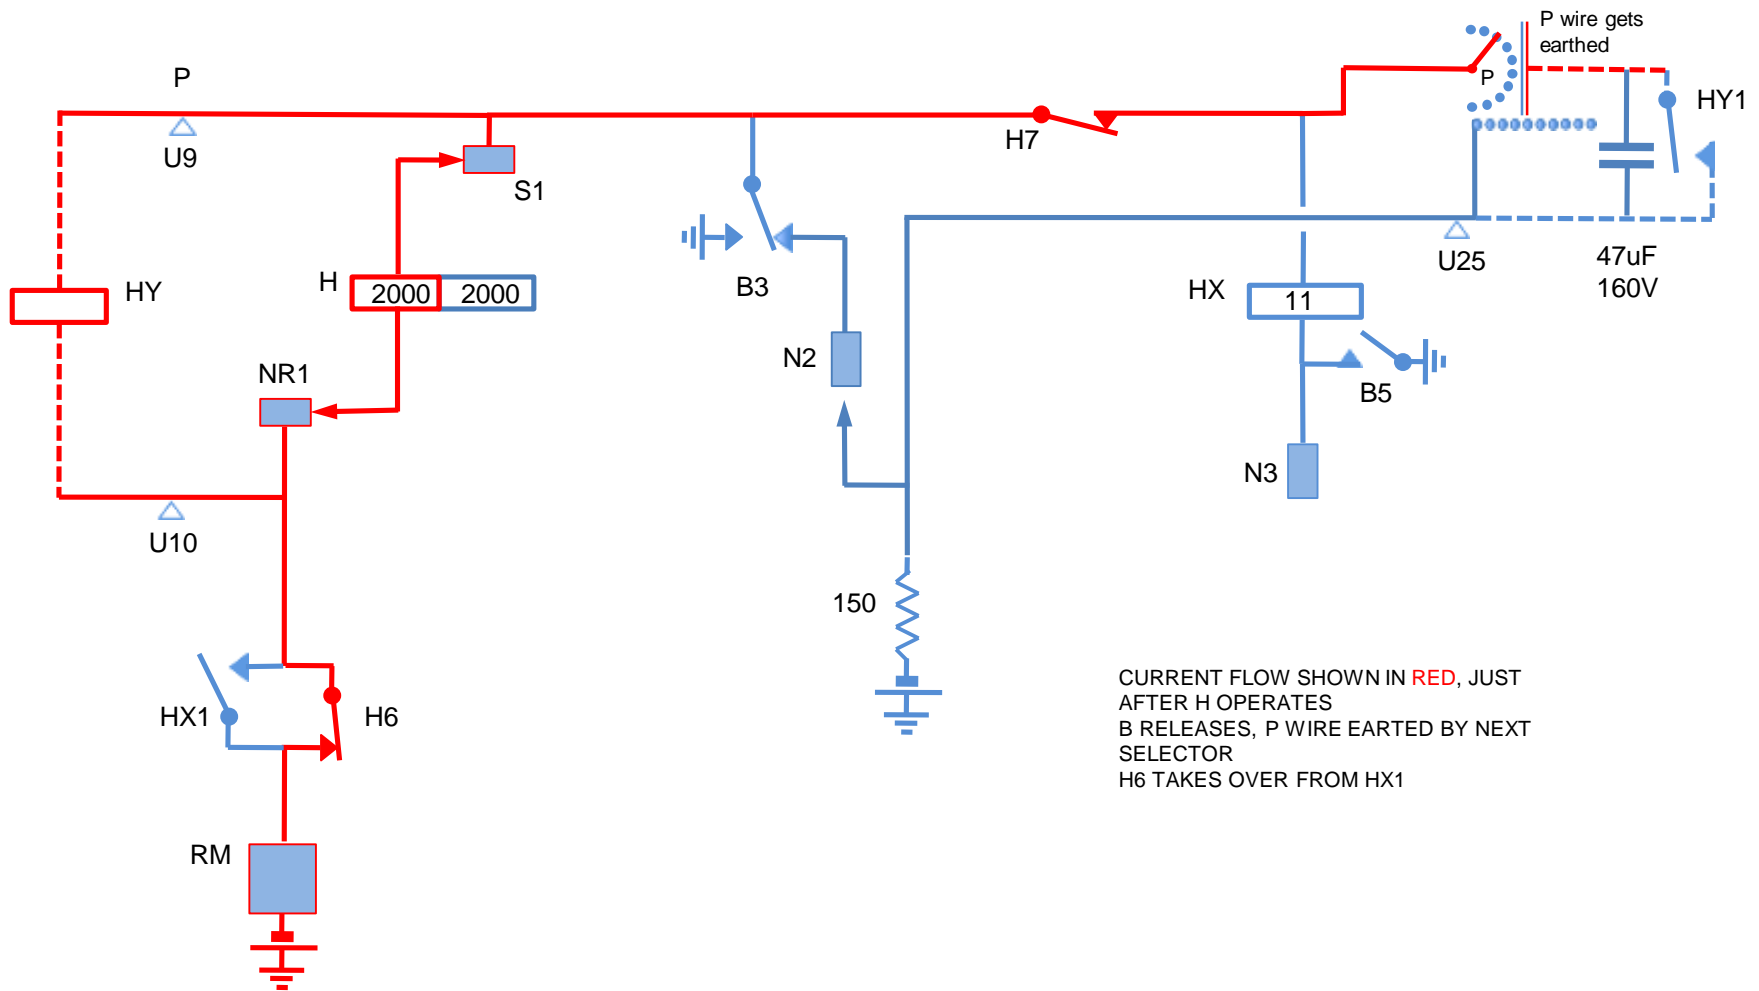 P wire gets
earthed
P
P
HY1
U9
H7
S1
U25
47uF
160V
HY
H
2000
2000
B3
HX
11
N2
B5
NR1
N3
U10
150
HX1
H6
CURRENT FLOW SHOWN IN RED, JUST
AFTER H OPERATES
B RELEASES, P WIRE EARTED BY NEXT
SELECTOR
H6 TAKES OVER FROM HX1
RM